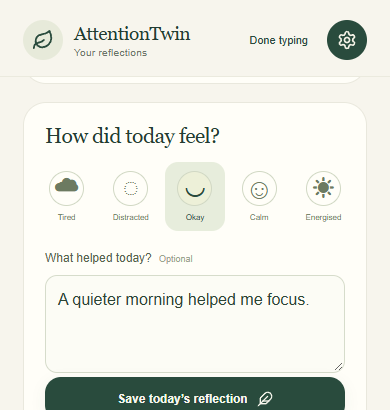 AttentionTwin
Your reflections
Done typing
How did today feel?
Tired
Distracted
Okay
Calm
Energised
What helped today? Optional
A quieter morning helped me focus.
Save today’s reflection